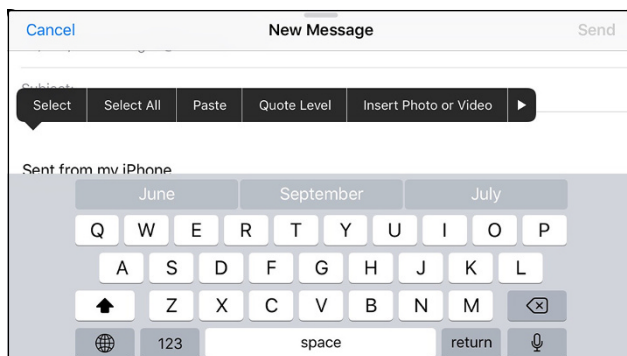 Cancel New Message Send
Subject:
Select Select All Paste Quote Level Insert Photo or Video
Sent from my iPhone
June September July
Q W E R T Y U I O P
A S D F G H J K L
Z X C V B N M
123 space return